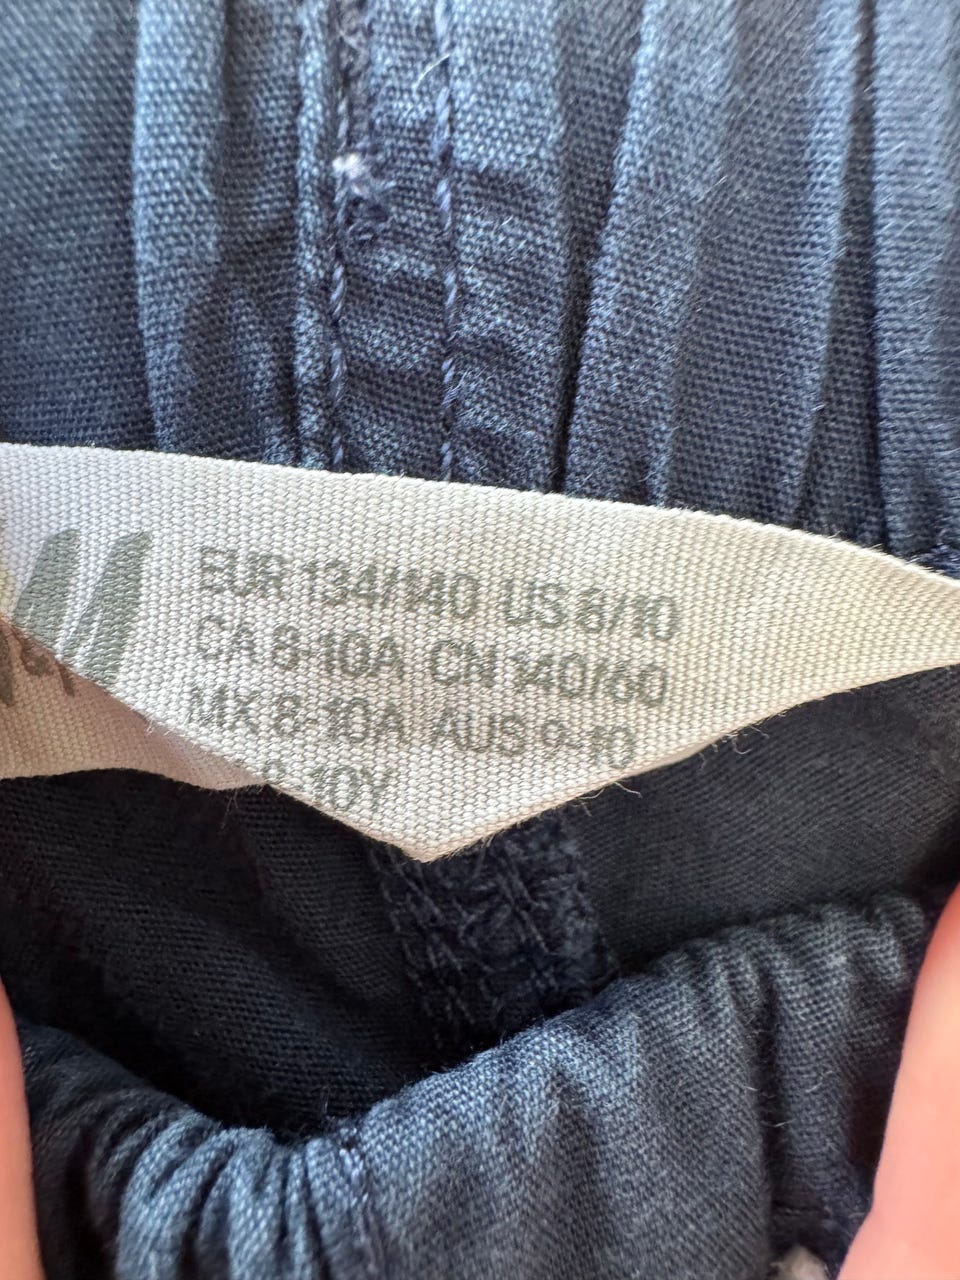 EUR 134/140 US 8/10
CA 8-10A CN 140/60
MX 8-10A AUS 9-10
10Y